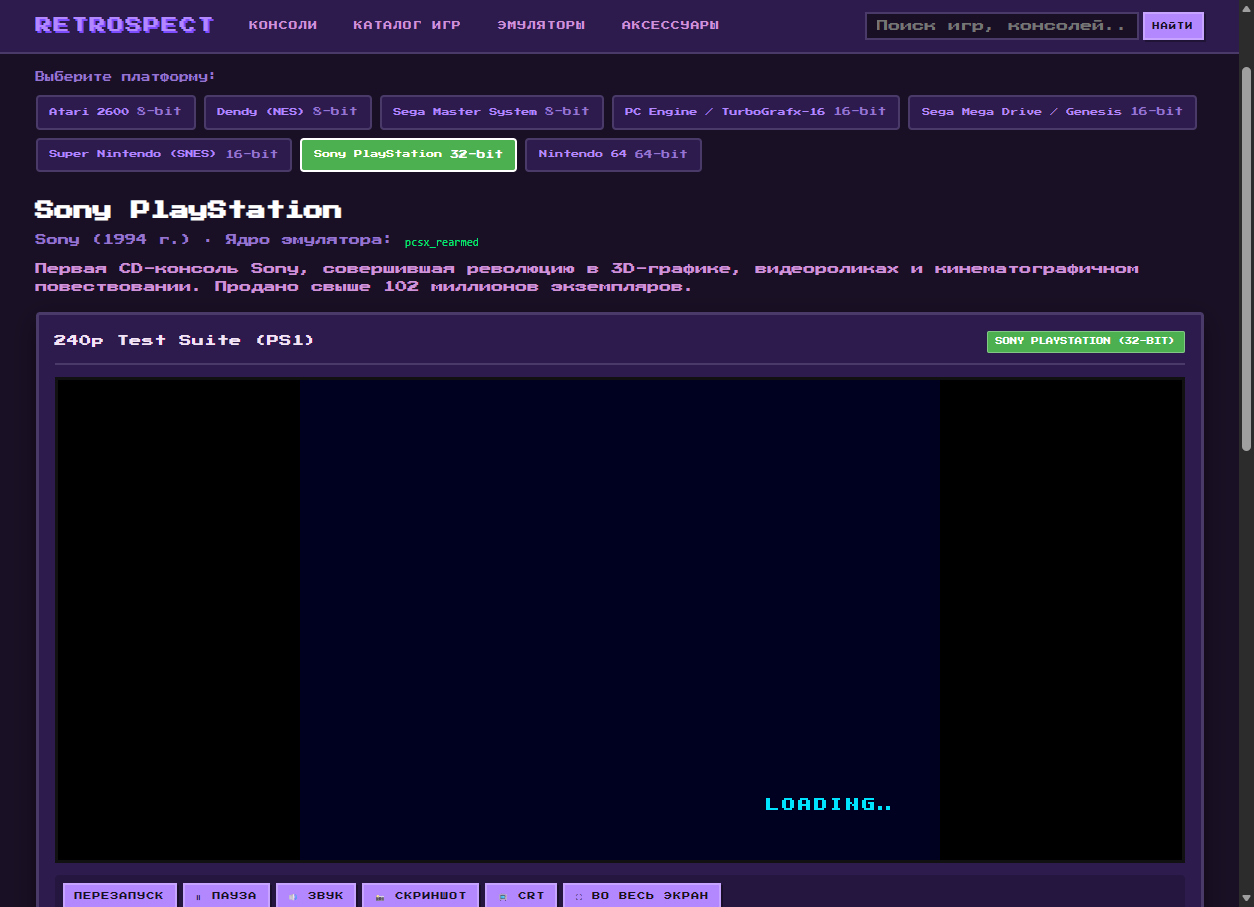 RETROSPECT КОНСОЛИ КАТАЛОГ ИГР ЭМУЛЯТОРЫ АКСЕССУАРЫ Поиск игр, консолей.. НАЙТИ
Выберите платформу:
Atari 2600 8-bit Dendy (NES) 8-bit Sega Master System 8-bit PC Engine / TurboGrafx-16 16-bit Sega Mega Drive / Genesis 16-bit
Super Nintendo (SNES) 16-bit Sony PlayStation 32-bit Nintendo 64 64-bit
Sony PlayStation
Sony (1994 г.) · Ядро эмулятора: pcsx_rearmed
Первая CD-консоль Sony, совершившая революцию в 3D-графике, видеороликах и кинематографичном
повествовании. Продано свыше 102 миллионов экземпляров.
240p Test Suite (PS1) SONY PLAYSTATION (32-BIT)
LOADING..
ПЕРЕЗАПУСК ПАУЗА ЗВУК СКРИНШОТ CRT ВО ВЕСЬ ЭКРАН